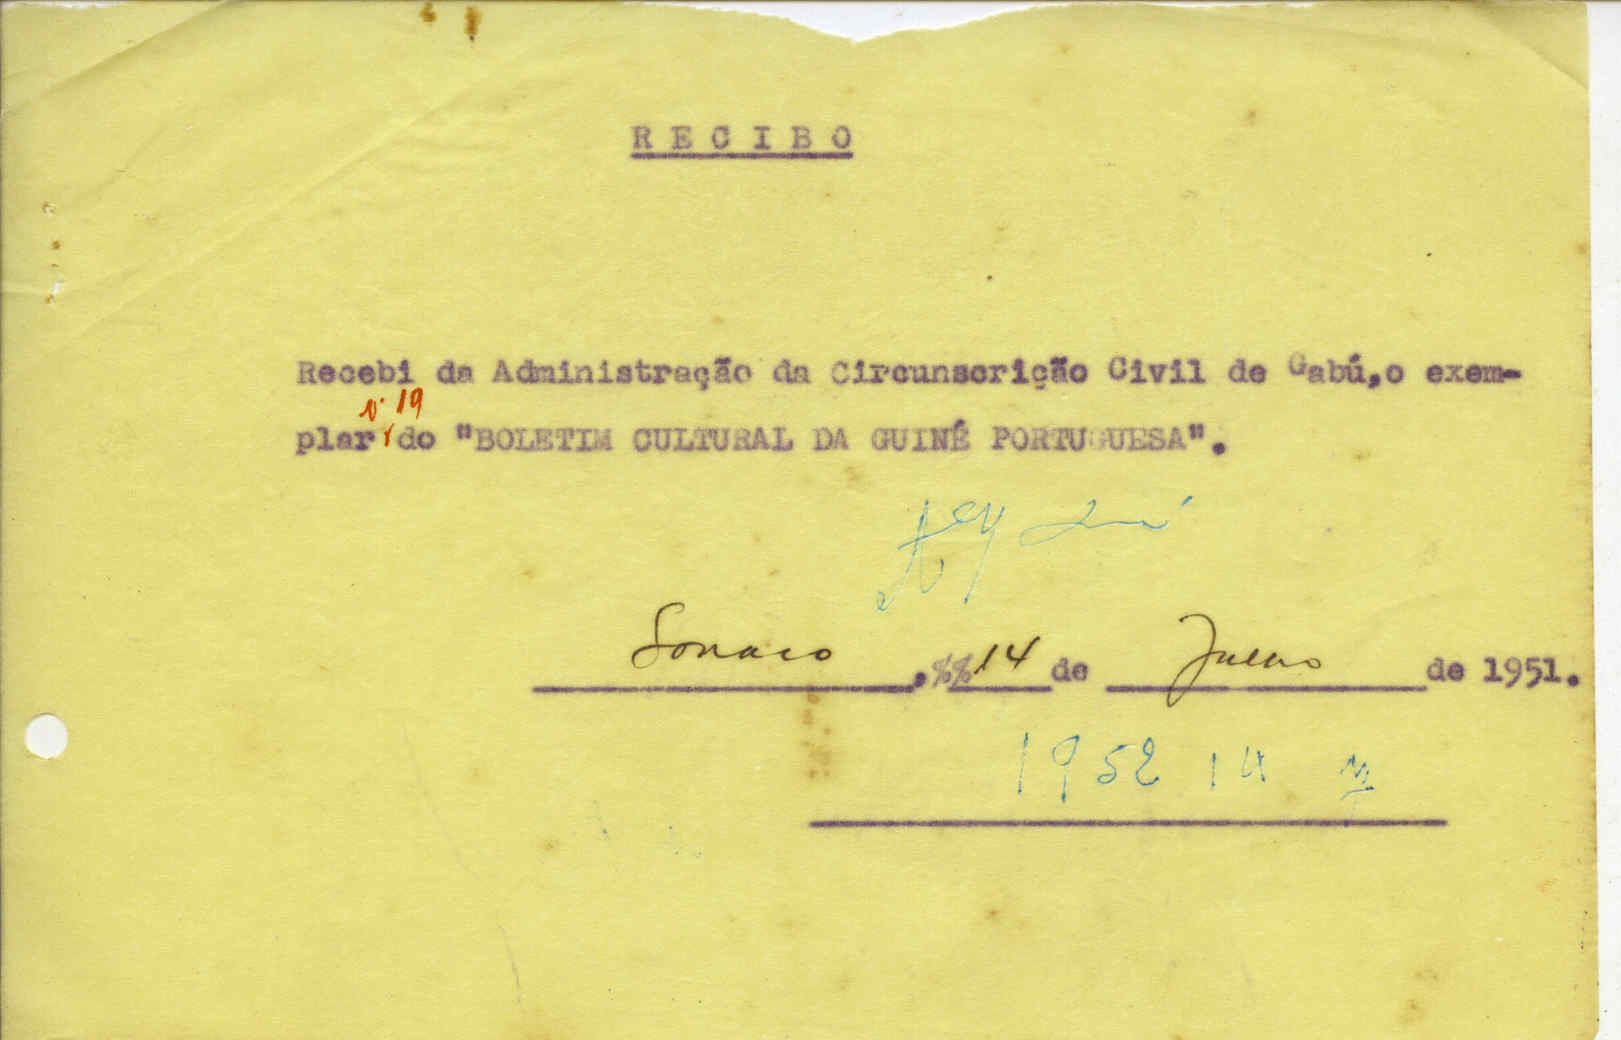 RECIBO
Recebi da Administração da Circunscrição Civil de Gabú,o exem-
nº 19
plar do "BOLETIM CULTURAL DA GUINÉ PORTUGUESA".
Sonaco, 14 de Julho de 1951.
1952 14